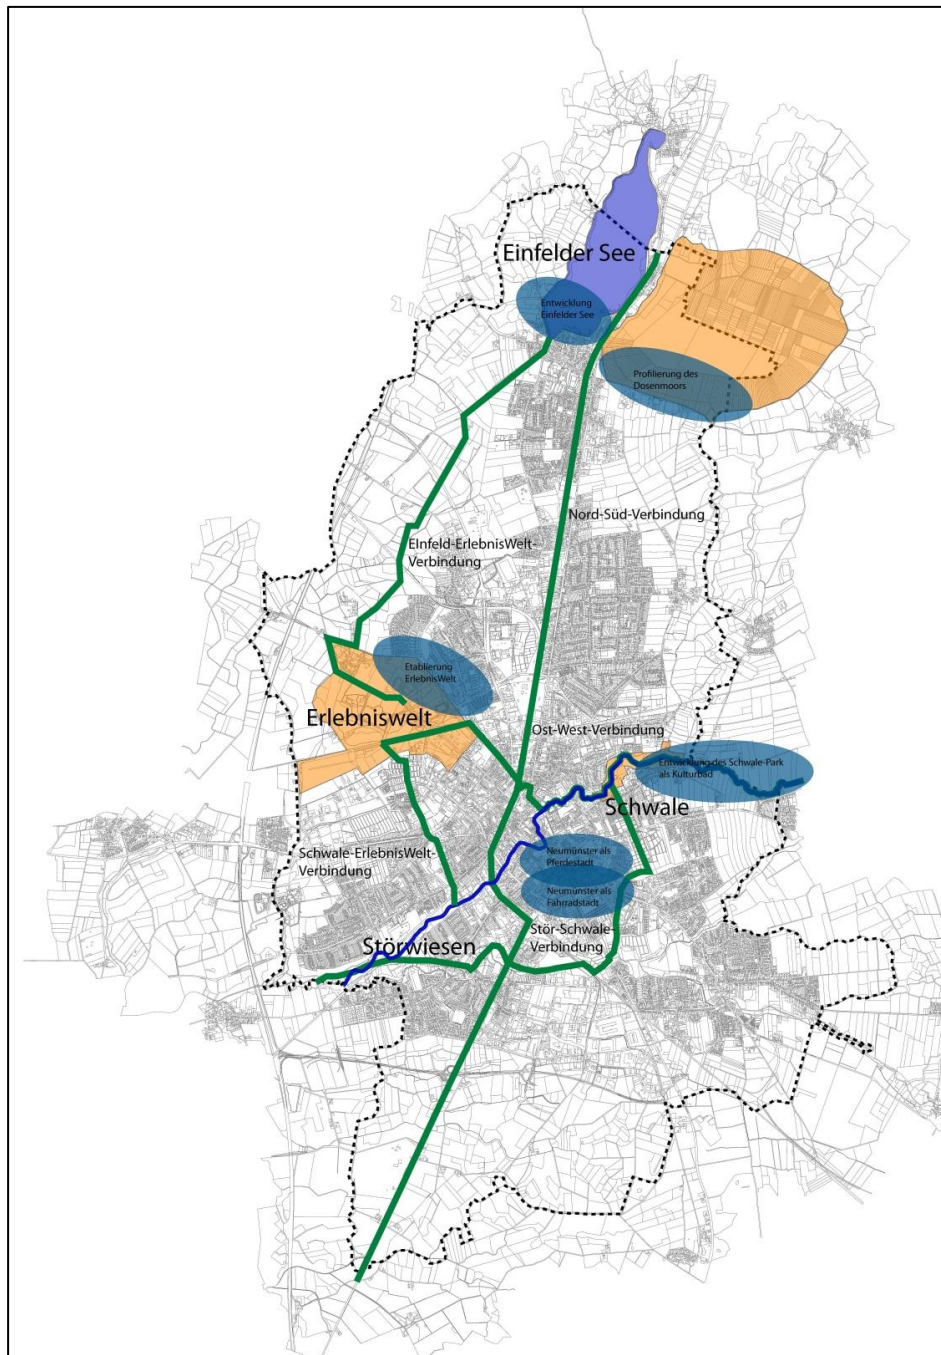 Einfelder See
Entwicklung
Einfelder See
Profilierung des
Dosenmoors
Nord-Süd-Verbindung
EInfeld-ErlebnisWelt-
Verbindung
Etablierung
ErlebnisWelt
Erlebniswelt
Ost-West-Verbindung
Entwicklung des Schwale-Park
als Kulturbad
Schwale
Schwale-ErlebnisWelt-
Verbindung
Neumünster als
Pferdestadt
Neumünster als
Fahrradstadt
Stör-Schwale-
Verbindung
Störwiesen